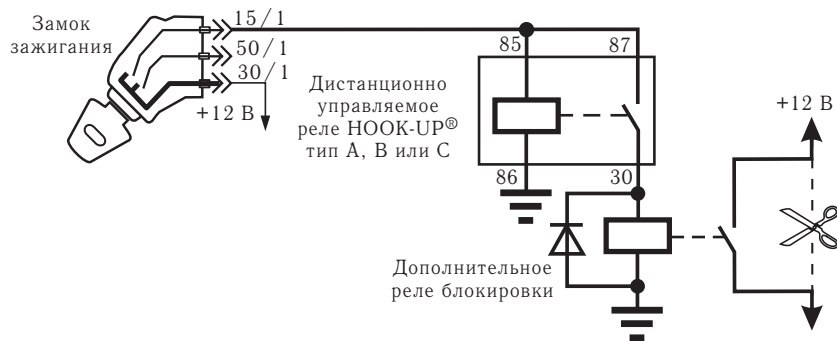 Замок
зажигания
15/1
50/1
30/1
+12 В
85
87
Дистанционно
управляемое
реле HOOK-UP®
тип А, В или С
86
30
+12 В
Дополнительное
реле блокировки